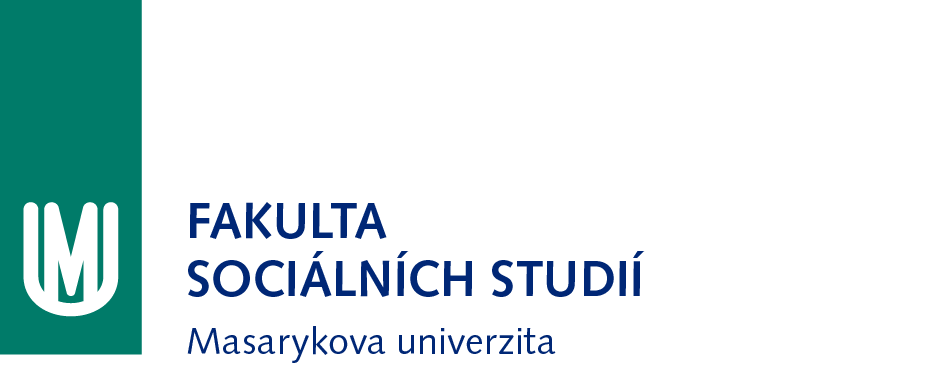 FAKULTA
SOCIÁLNÍCH STUDIÍ
Masarykova univerzita